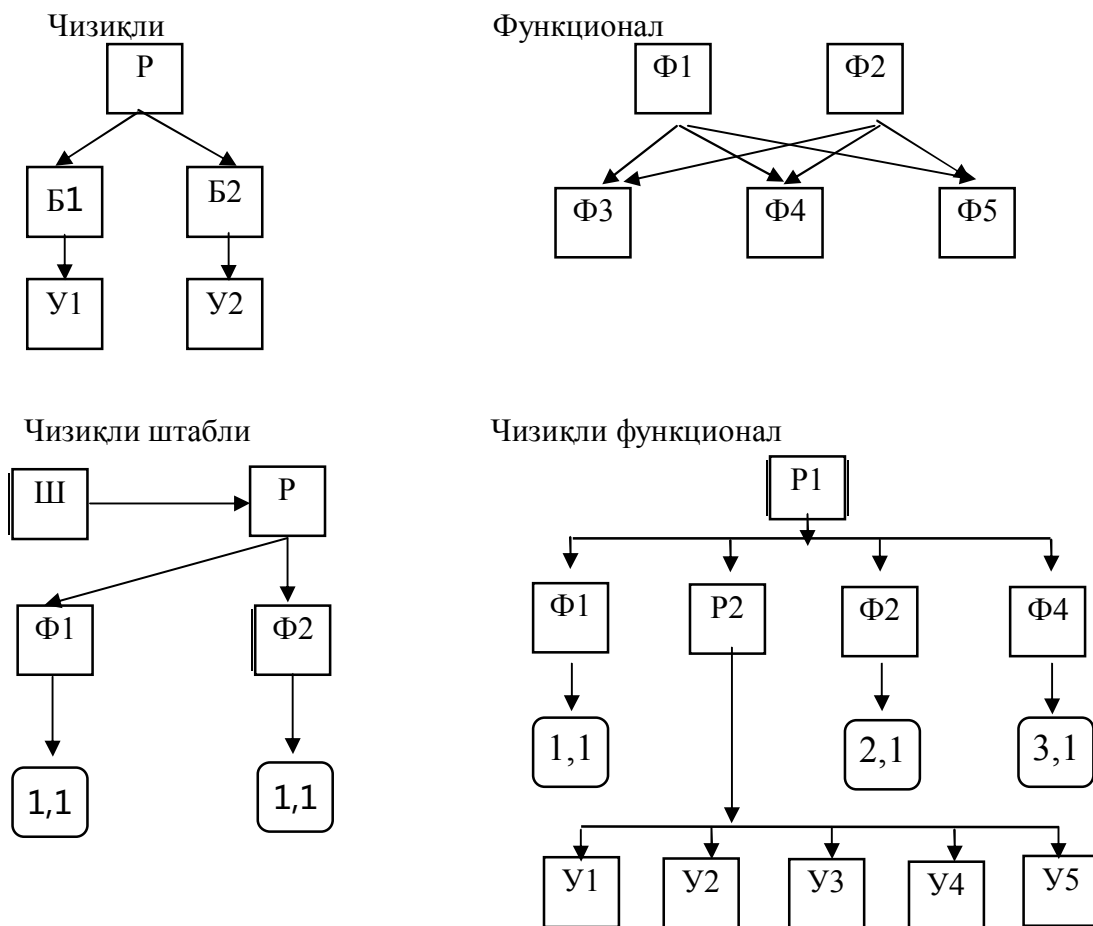 Чизиқли
Р
Б1 Б2
У1 У2
Функционал
Ф1 Ф2
Ф3 Ф4 Ф5
Чизиқли штабли
Ш Р
Ф1 Ф2
1,1 1,1
Чизиқли функционал
Р1
Ф1 Р2 Ф2 Ф4
1,1 2,1 3,1
У1 У2 У3 У4 У5